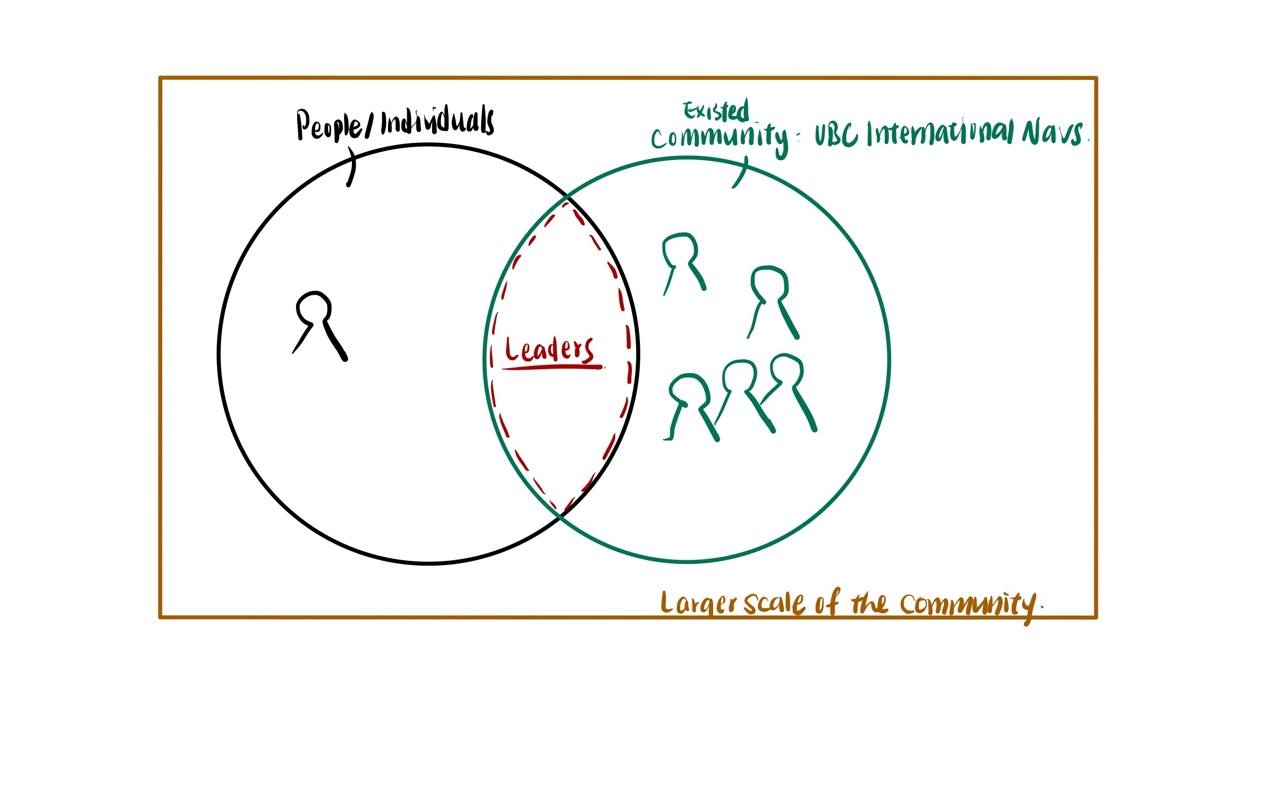 People/Individuals
Existed
Community: UBC International Navs.
Leaders
Larger scale of the community.